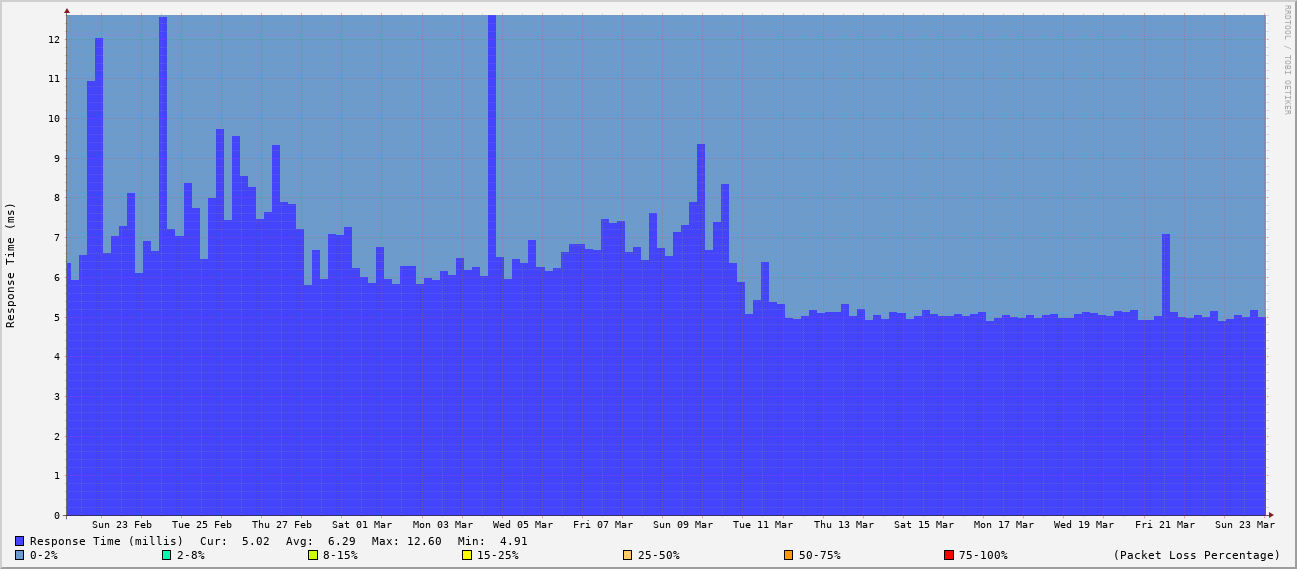 RRDTOOL / TOBI OETIKER
Response Time (ms)
12
11
10
9
8
7
6
5
4
3
2
1
0
Sun 23 Feb Tue 25 Feb Thu 27 Feb Sat 01 Mar Mon 03 Mar Wed 05 Mar Fri 07 Mar Sun 09 Mar Tue 11 Mar Thu 13 Mar Sat 15 Mar Mon 17 Mar Wed 19 Mar Fri 21 Mar Sun 23 Mar
Response Time (millis) Cur: 5.02 Avg: 6.29 Max: 12.60 Min: 4.91
0-2% 2-8% 8-15% 15-25% 25-50% 50-75% 75-100% (Packet Loss Percentage)